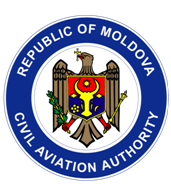 REPUBLIC OF MOLDOVA
CIVIL AVIATION AUTHORITY